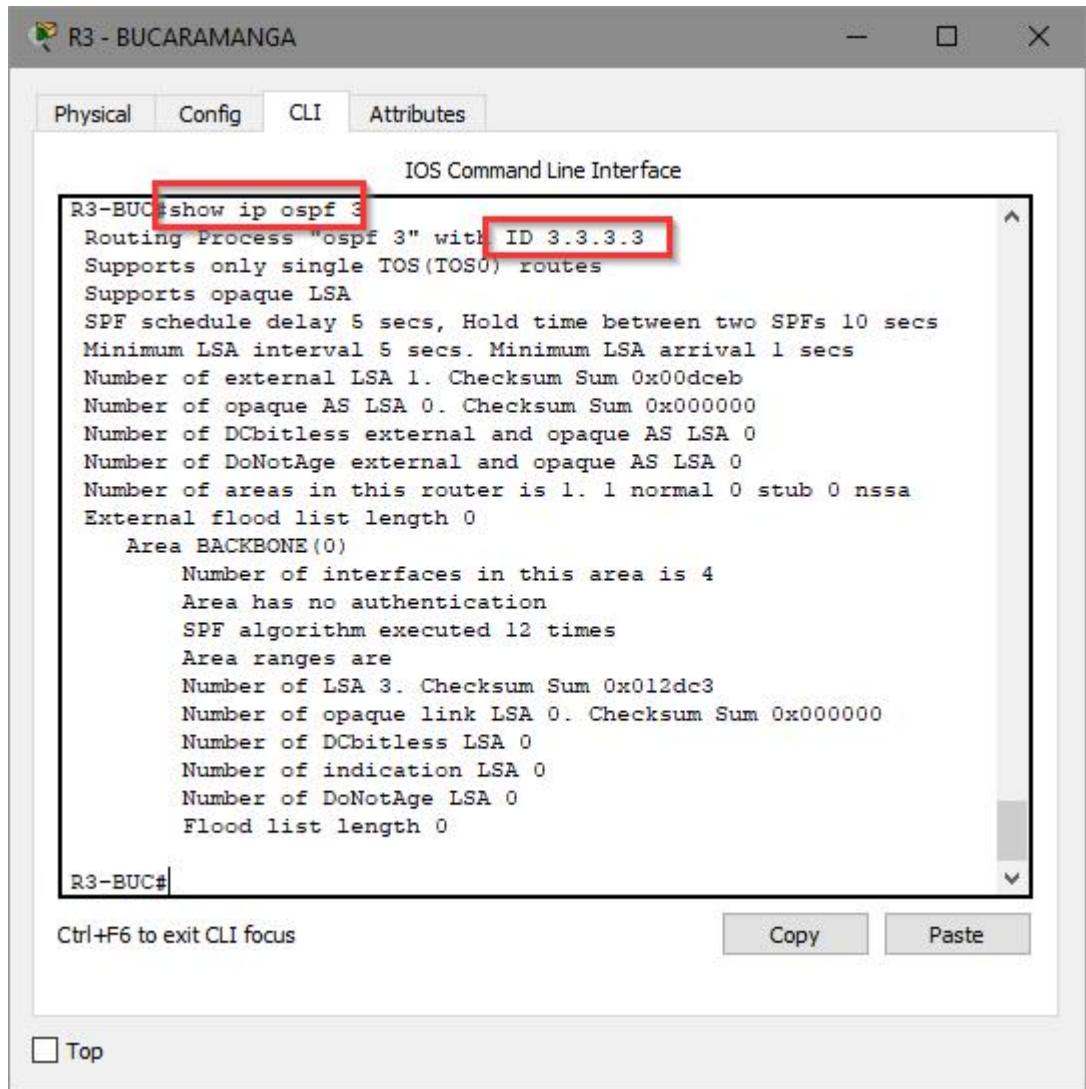 R3 - BUCARAMANGA
Physical Config CLI Attributes
IOS Command Line Interface
R3-BUC#show ip ospf 3
Routing Process "ospf 3" with ID 3.3.3.3
Supports only single TOS(TOS0) routes
Supports opaque LSA
SPF schedule delay 5 secs, Hold time between two SPFs 10 secs
Minimum LSA interval 5 secs. Minimum LSA arrival 1 secs
Number of external LSA 1. Checksum Sum 0x00dceb
Number of opaque AS LSA 0. Checksum Sum 0x000000
Number of DCbitless external and opaque AS LSA 0
Number of DoNotAge external and opaque AS LSA 0
Number of areas in this router is 1. 1 normal 0 stub 0 nssa
External flood list length 0
Area BACKBONE(0)
Number of interfaces in this area is 4
Area has no authentication
SPF algorithm executed 12 times
Area ranges are
Number of LSA 3. Checksum Sum 0x012dc3
Number of opaque link LSA 0. Checksum Sum 0x000000
Number of DCbitless LSA 0
Number of indication LSA 0
Number of DoNotAge LSA 0
Flood list length 0
R3-BUC#
Ctrl+F6 to exit CLI focus Copy Paste
Top